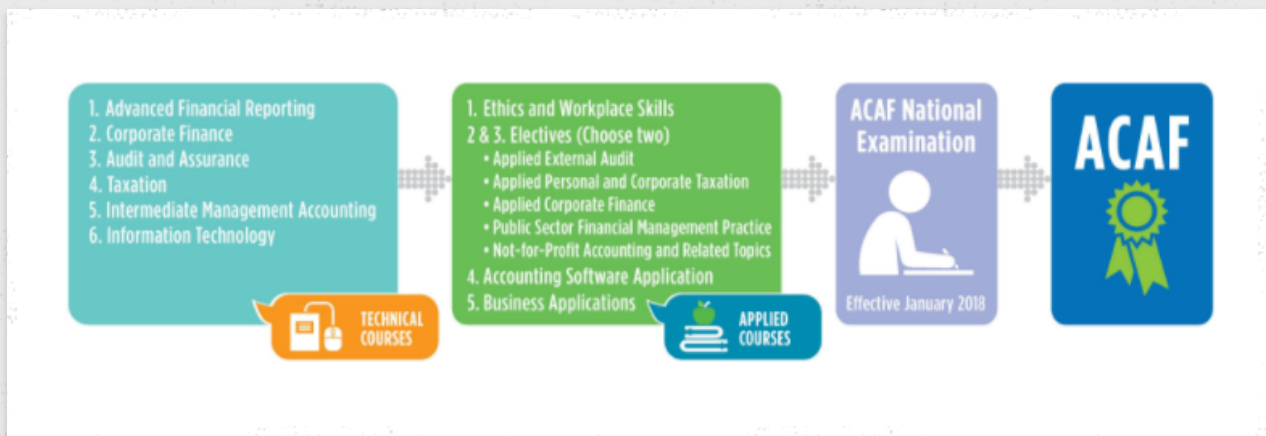 1. Advanced Financial Reporting
2. Corporate Finance
3. Audit and Assurance
4. Taxation
5. Intermediate Management Accounting
6. Information Technology
TECHNICAL
COURSES
1. Ethics and Workplace Skills
2 & 3. Electives (Choose two)
• Applied External Audit
• Applied Personal and Corporate Taxation
• Applied Corporate Finance
• Public Sector Financial Management Practice
• Not-for-Profit Accounting and Related Topics
4. Accounting Software Application
5. Business Applications
APPLIED
COURSES
ACAF National
Examination
Effective January 2018
ACAF